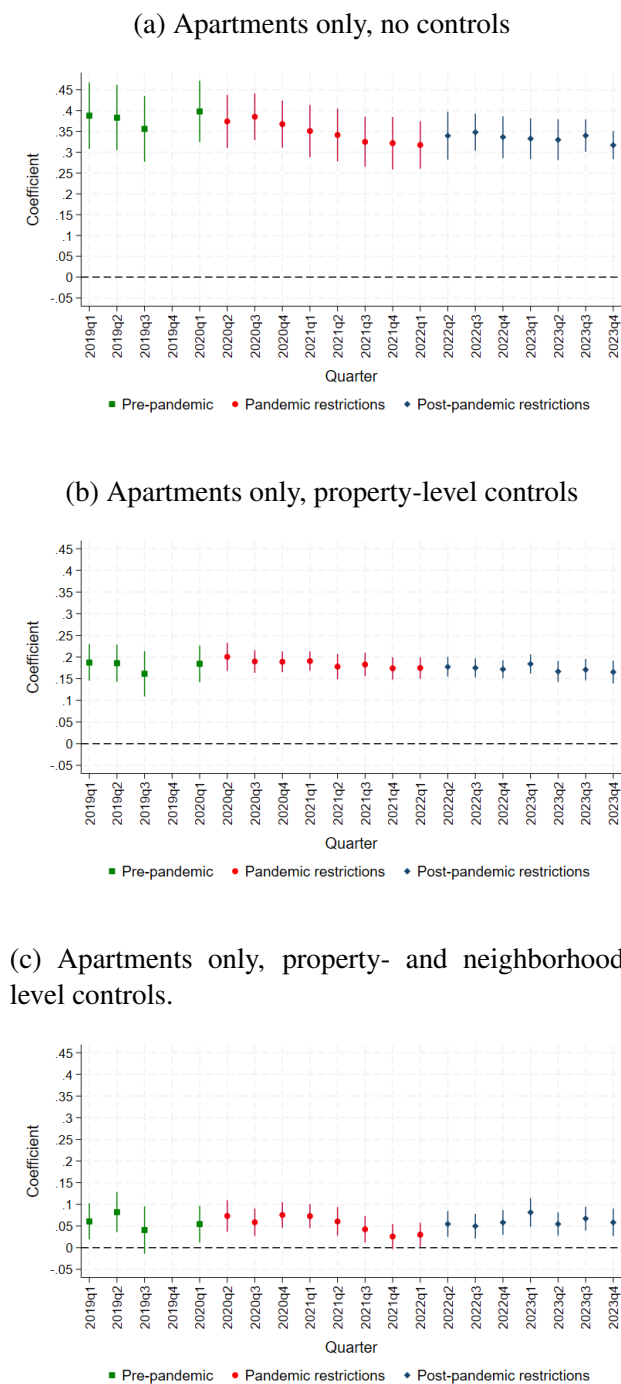 (a) Apartments only, no controls
.45
.4
.35
.3
.25
.2
.15
.1
.05
0
-.05
Coefficient
2019q1 2019q2 2019q3 2019q4 2020q1 2020q2 2020q3 2020q4 2021q1 2021q2 2021q3 2021q4 2022q1 2022q2 2022q3 2022q4 2023q1 2023q2 2023q3 2023q4
Quarter
Pre-pandemic Pandemic restrictions Post-pandemic restrictions
(b) Apartments only, property-level controls
.45
.4
.35
.3
.25
.2
.15
.1
.05
0
-.05
Coefficient
2019q1 2019q2 2019q3 2019q4 2020q1 2020q2 2020q3 2020q4 2021q1 2021q2 2021q3 2021q4 2022q1 2022q2 2022q3 2022q4 2023q1 2023q2 2023q3 2023q4
Quarter
Pre-pandemic Pandemic restrictions Post-pandemic restrictions
(c) Apartments only, property- and neighborhood
level controls.
.45
.4
.35
.3
.25
.2
.15
.1
.05
0
-.05
Coefficient
2019q1 2019q2 2019q3 2019q4 2020q1 2020q2 2020q3 2020q4 2021q1 2021q2 2021q3 2021q4 2022q1 2022q2 2022q3 2022q4 2023q1 2023q2 2023q3 2023q4
Quarter
Pre-pandemic Pandemic restrictions Post-pandemic restrictions